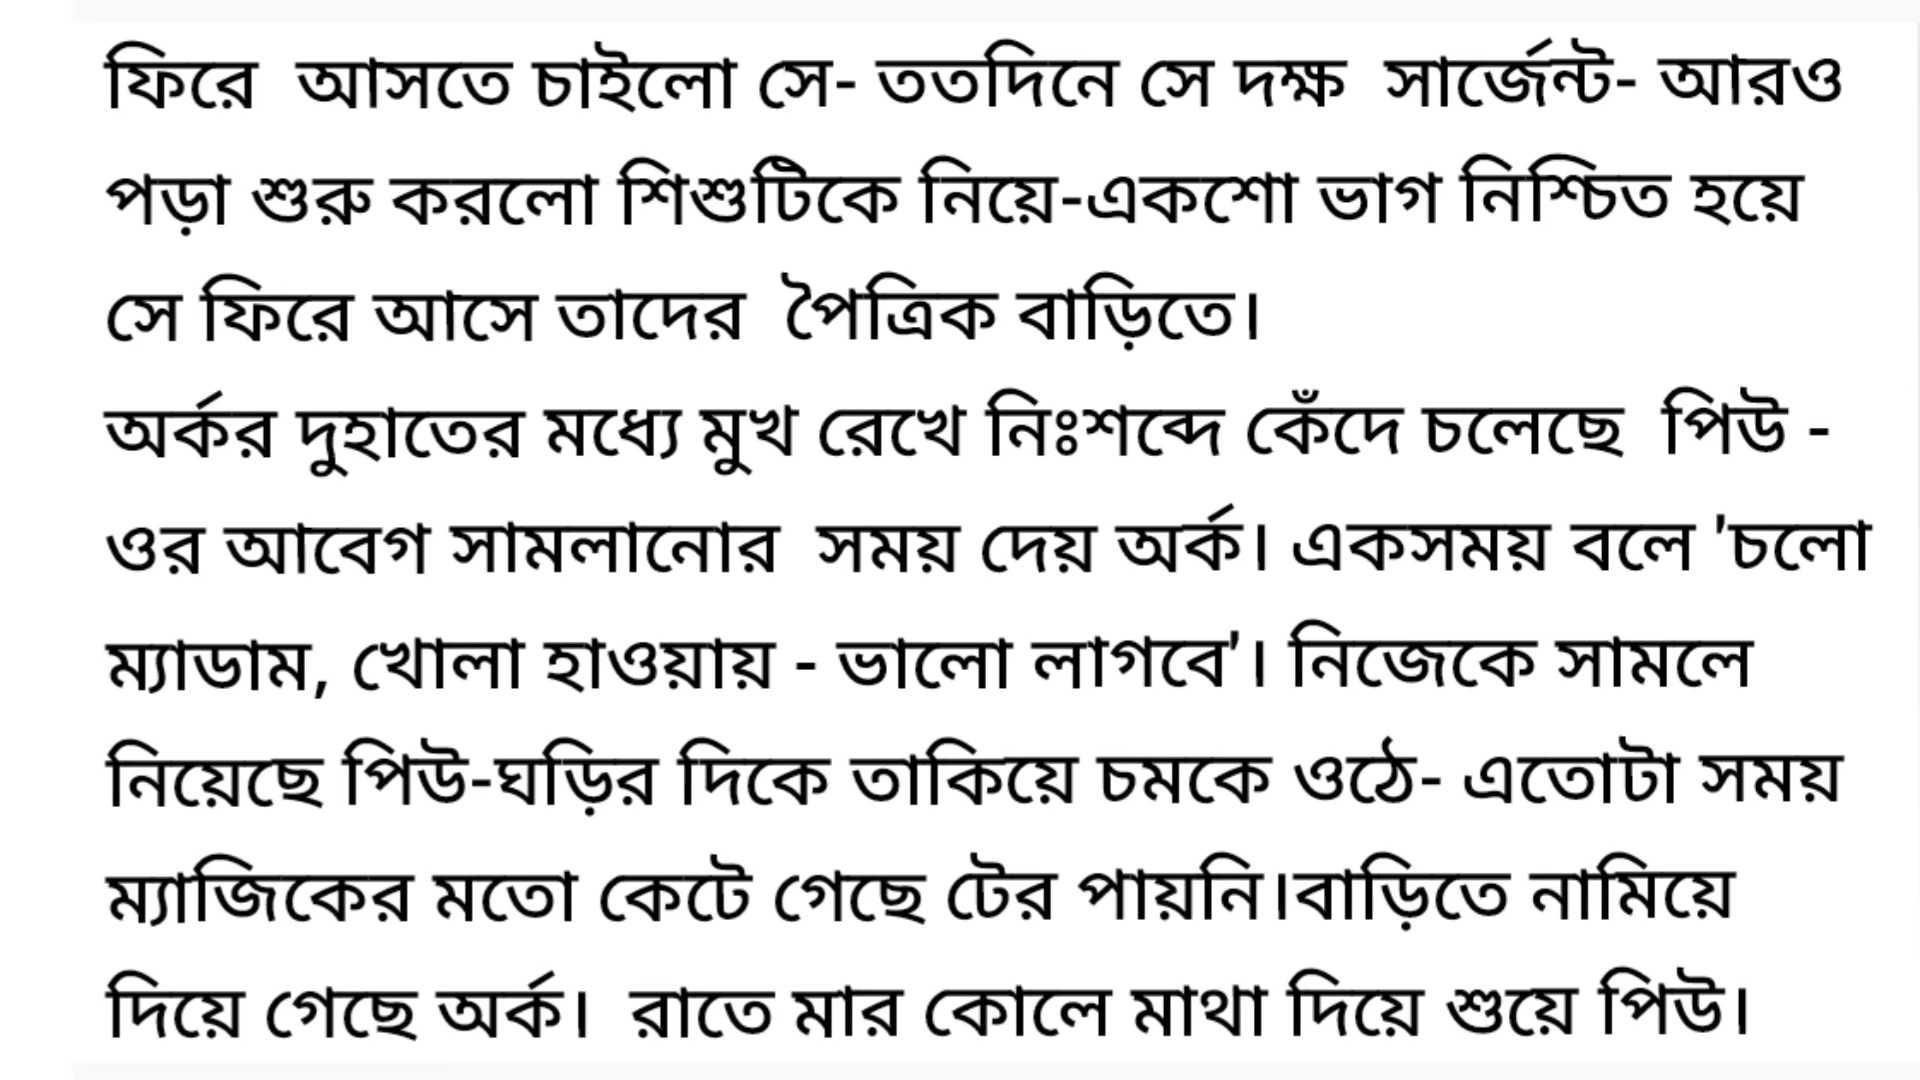 ফিরে আসতে চাইলো সে- ততদিনে সে দক্ষ সার্জেন্ট- আরও
পড়া শুরু করলো শিশুটিকে নিয়ে-একশো ভাগ নিশ্চিত হয়ে
সে ফিরে আসে তাদের পৈত্রিক বাড়িতে।
অর্কর দুহাতের মধ্যে মুখ রেখে নিঃশব্দে কেঁদে চলেছে পিউ -
ওর আবেগ সামলানোর সময় দেয় অর্ক। একসময় বলে 'চলো
ম্যাডাম, খোলা হাওয়ায় - ভালো লাগবে'। নিজেকে সামলে
নিয়েছে পিউ-ঘড়ির দিকে তাকিয়ে চমকে ওঠে- এতোটা সময়
ম্যাজিকের মতো কেটে গেছে টের পায়নি।বাড়িতে নামিয়ে
দিয়ে গেছে অর্ক। রাতে মার কোলে মাথা দিয়ে শুয়ে পিউ।